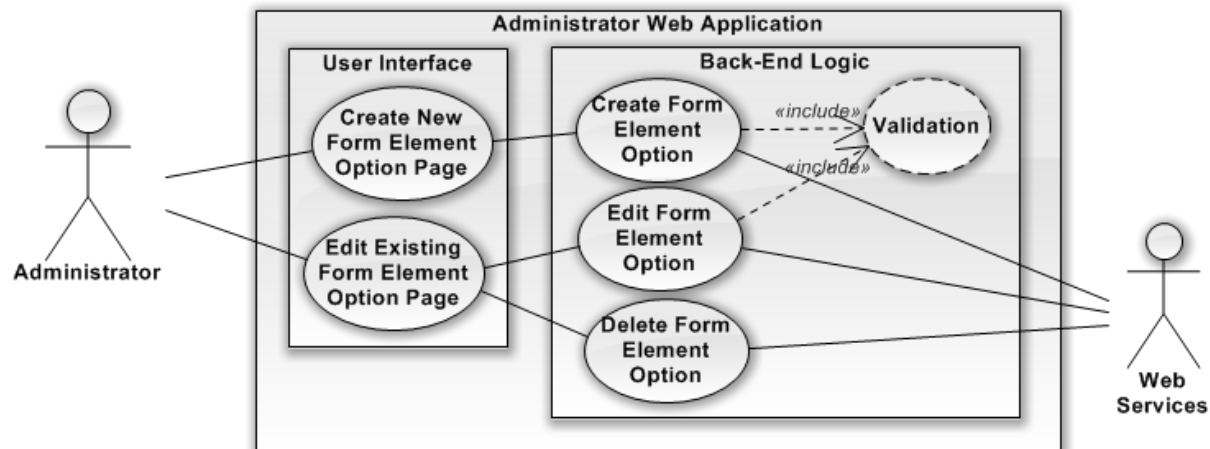 Administrator Web Application
User Interface
Back-End Logic
Create New
Form Element
Option Page
Create Form
Element
Option
«include»
Validation
«include»
Edit Existing
Form Element
Option Page
Edit Form
Element
Option
Delete Form
Element
Option
Administrator
Web
Services